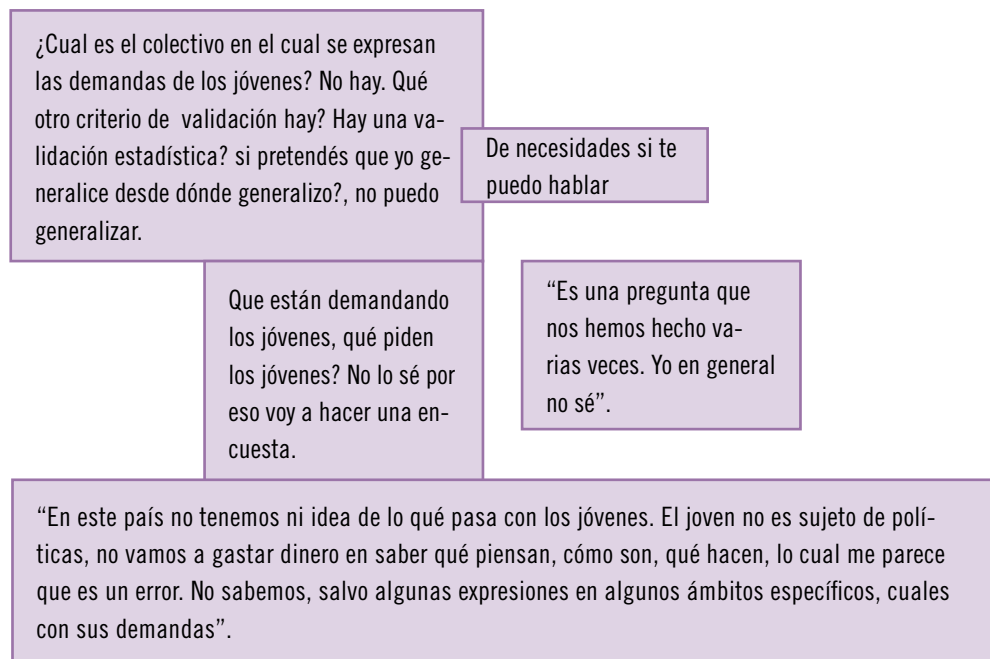 ¿Cual es el colectivo en el cual se expresan
las demandas de los jóvenes? No hay. Qué
otro criterio de validación hay? Hay una va-
lidación estadística? si pretendés que yo ge-
neralice desde dónde generalizo?, no puedo
generalizar.
De necesidades si te
puedo hablar
Que están demandando
los jóvenes, qué piden
los jóvenes? No lo sé por
eso voy a hacer una en-
cuesta.
“Es una pregunta que
nos hemos hecho va-
rias veces. Yo en general
no sé”.
“En este país no tenemos ni idea de lo qué pasa con los jóvenes. El joven no es sujeto de polí-
ticas, no vamos a gastar dinero en saber qué piensan, cómo son, qué hacen, lo cual me parece
que es un error. No sabemos, salvo algunas expresiones en algunos ámbitos específicos, cuales
con sus demandas”.